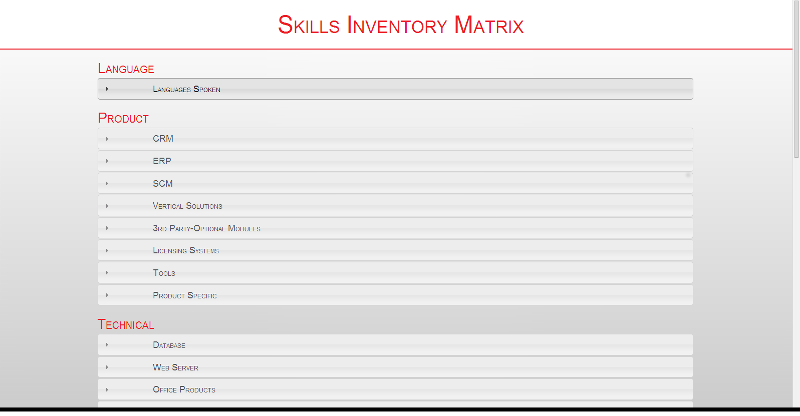 Skills Inventory Matrix
Language
Languages Spoken
Product
CRM
ERP
SCM
Vertical Solutions
3rd Party-Optional Modules
Licensing Systems
Tools
Product Specific
Technical
Database
Web Server
Office Products